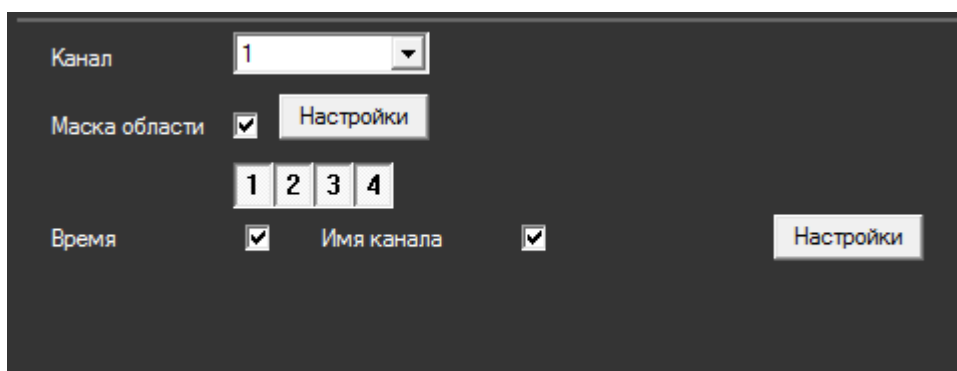 Канал 1
Маска области Настройки
1 2 3 4
Время Имя канала Настройки